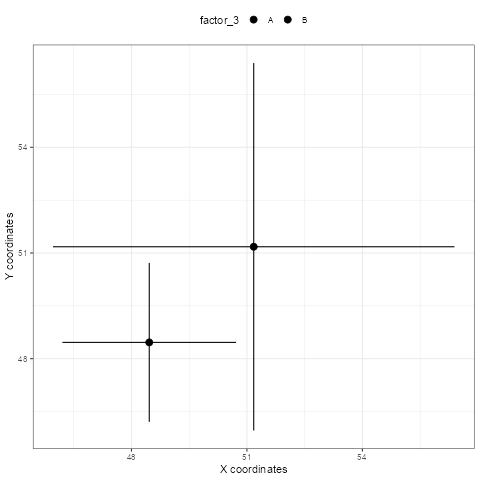 factor_3 A B
54
51
48
Y coordinates
48 51 54
X coordinates